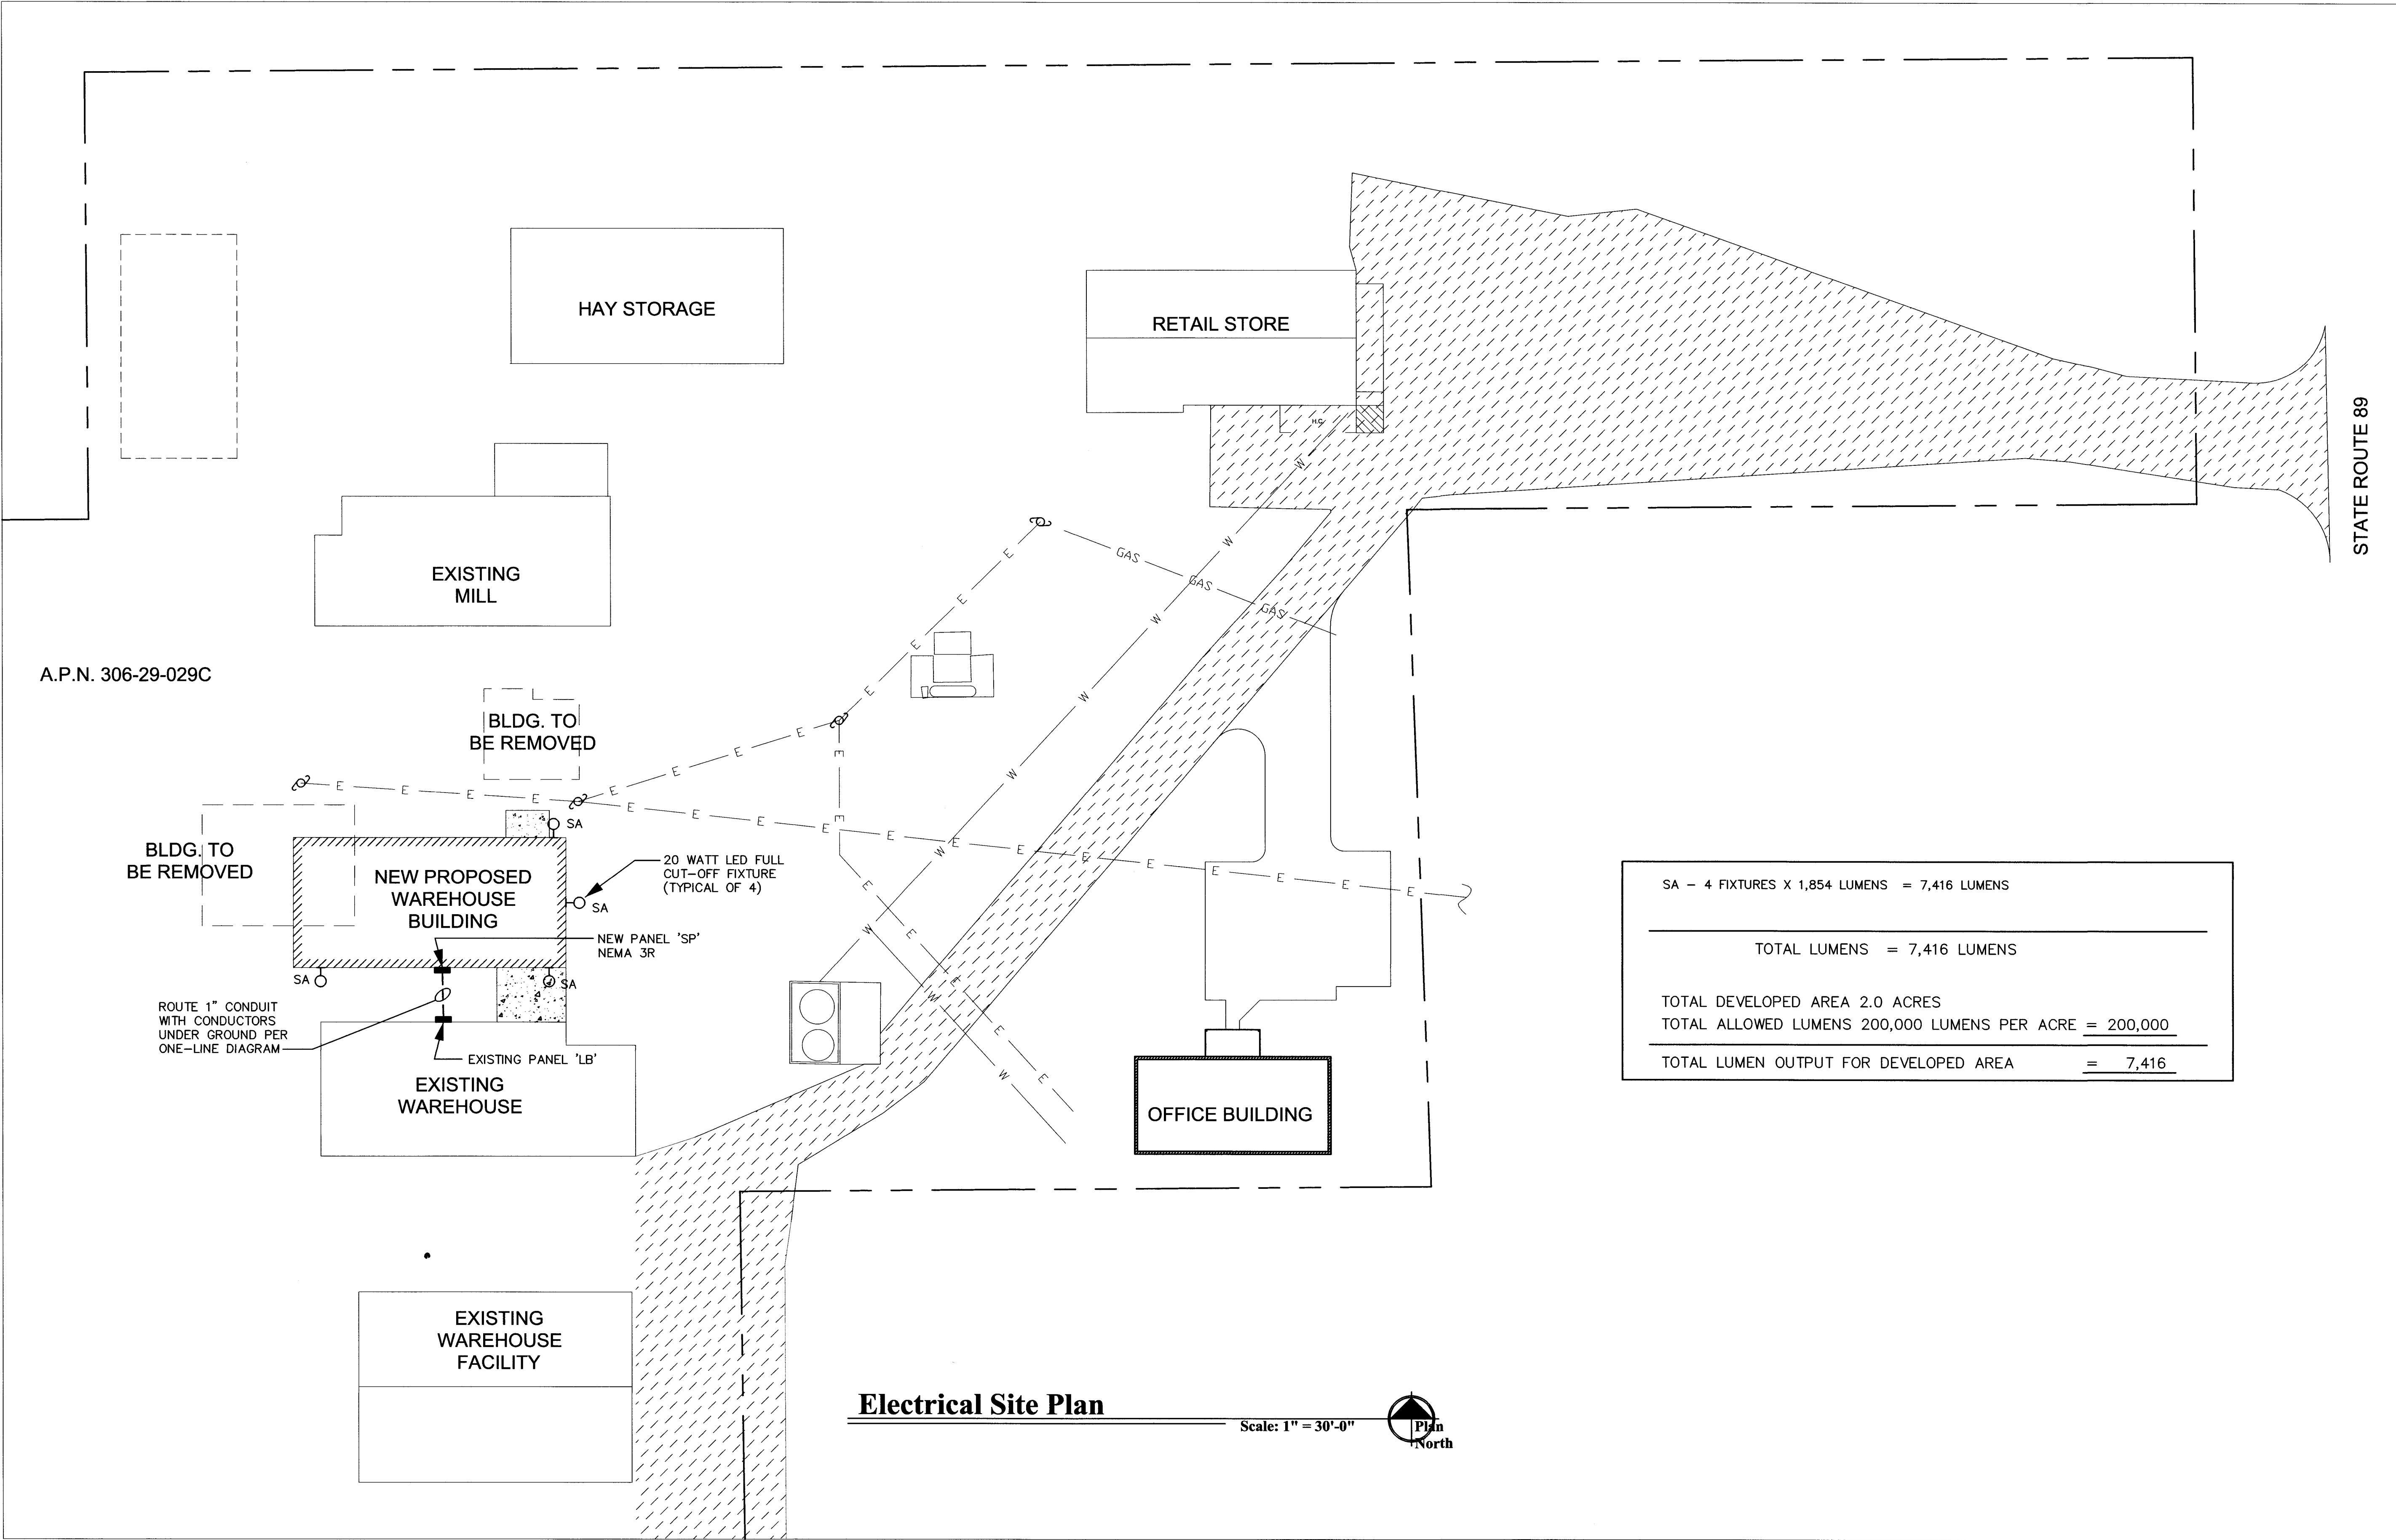 HAY STORAGE
RETAIL STORE
H.C.
STATE ROUTE 89
W
E
GAS
W
E
GAS
EXISTING
MILL
E
W
GAS
E
A.P.N. 306-29-029C
E
W
BLDG. TO
BE REMOVED
E
E
E
E
W
E
E
E
E
E
E
E
E
E
E
SA
E
E
E
E
W
E
E
E
E
E
E
BLDG. TO
BE REMOVED
20 WATT LED FULL
CUT-OFF FIXTURE
(TYPICAL OF 4)
NEW PROPOSED
WAREHOUSE
BUILDING
SA
E
W
E
NEW PANEL 'SP'
NEMA 3R
SA
SA
E
W
ROUTE 1" CONDUIT
WITH CONDUCTORS
UNDER GROUND PER
ONE-LINE DIAGRAM
E
EXISTING PANEL 'LB'
W
E
EXISTING
WAREHOUSE
OFFICE BUILDING
SA - 4 FIXTURES X 1,854 LUMENS = 7,416 LUMENS
TOTAL LUMENS = 7,416 LUMENS
TOTAL DEVELOPED AREA 2.0 ACRES
TOTAL ALLOWED LUMENS 200,000 LUMENS PER ACRE = 200,000
TOTAL LUMEN OUTPUT FOR DEVELOPED AREA = 7,416
EXISTING
WAREHOUSE
FACILITY
Electrical Site Plan
Scale: 1" = 30'-0"
Plan
North